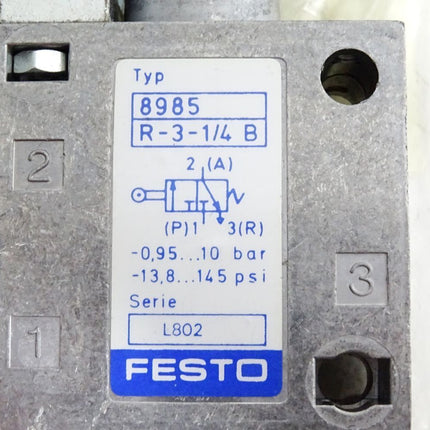 Typ
8985
R-3-1/4 B
2 (A)
(P)1 3(R)
-0,95...10 bar
-13,8...145 psi
Serie
L802
FESTO
2
1
3